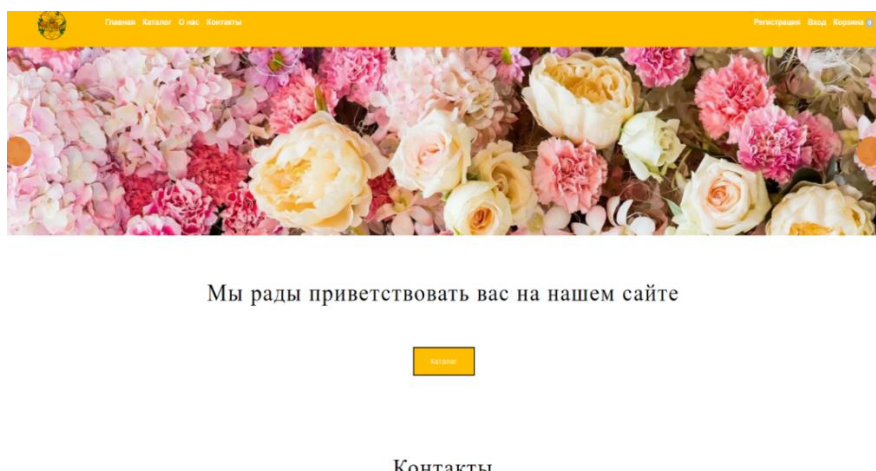 Главная Каталог О нас Контакты
Регистрация Вход Корзина
Мы рады приветствовать вас на нашем сайте
Каталог
Контакты